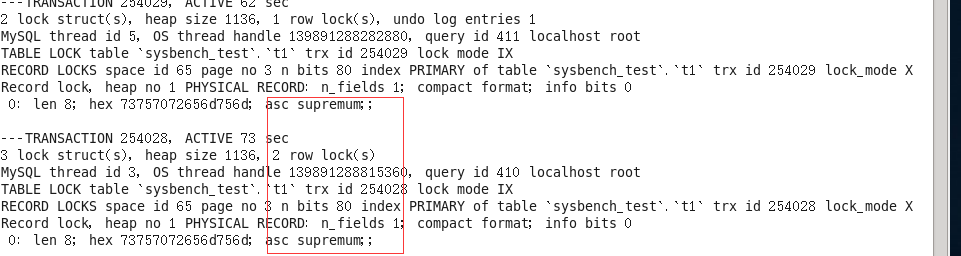 ---TRANSACTION 254029, ACTIVE 62 sec
2 lock struct(s), heap size 1136, 1 row lock(s), undo log entries 1
MySQL thread id 5, OS thread handle 139891288282880, query id 411 localhost root
TABLE LOCK table `sysbench_test`.`t1` trx id 254029 lock mode IX
RECORD LOCKS space id 65 page no 3 n bits 80 index PRIMARY of table `sysbench_test`.`t1` trx id 254029 lock_mode X
Record lock, heap no 1 PHYSICAL RECORD: n_fields 1; compact format; info bits 0
0: len 8; hex 73757072656d756d; asc supremum;;
---TRANSACTION 254028, ACTIVE 73 sec
3 lock struct(s), heap size 1136, 2 row lock(s)
MySQL thread id 3, OS thread handle 139891288815360, query id 410 localhost root
TABLE LOCK table `sysbench_test`.`t1` trx id 254028 lock mode IX
RECORD LOCKS space id 65 page no 3 n bits 80 index PRIMARY of table `sysbench_test`.`t1` trx id 254028 lock_mode X
Record lock, heap no 1 PHYSICAL RECORD: n_fields 1; compact format; info bits 0
0: len 8; hex 73757072656d756d; asc supremum;;